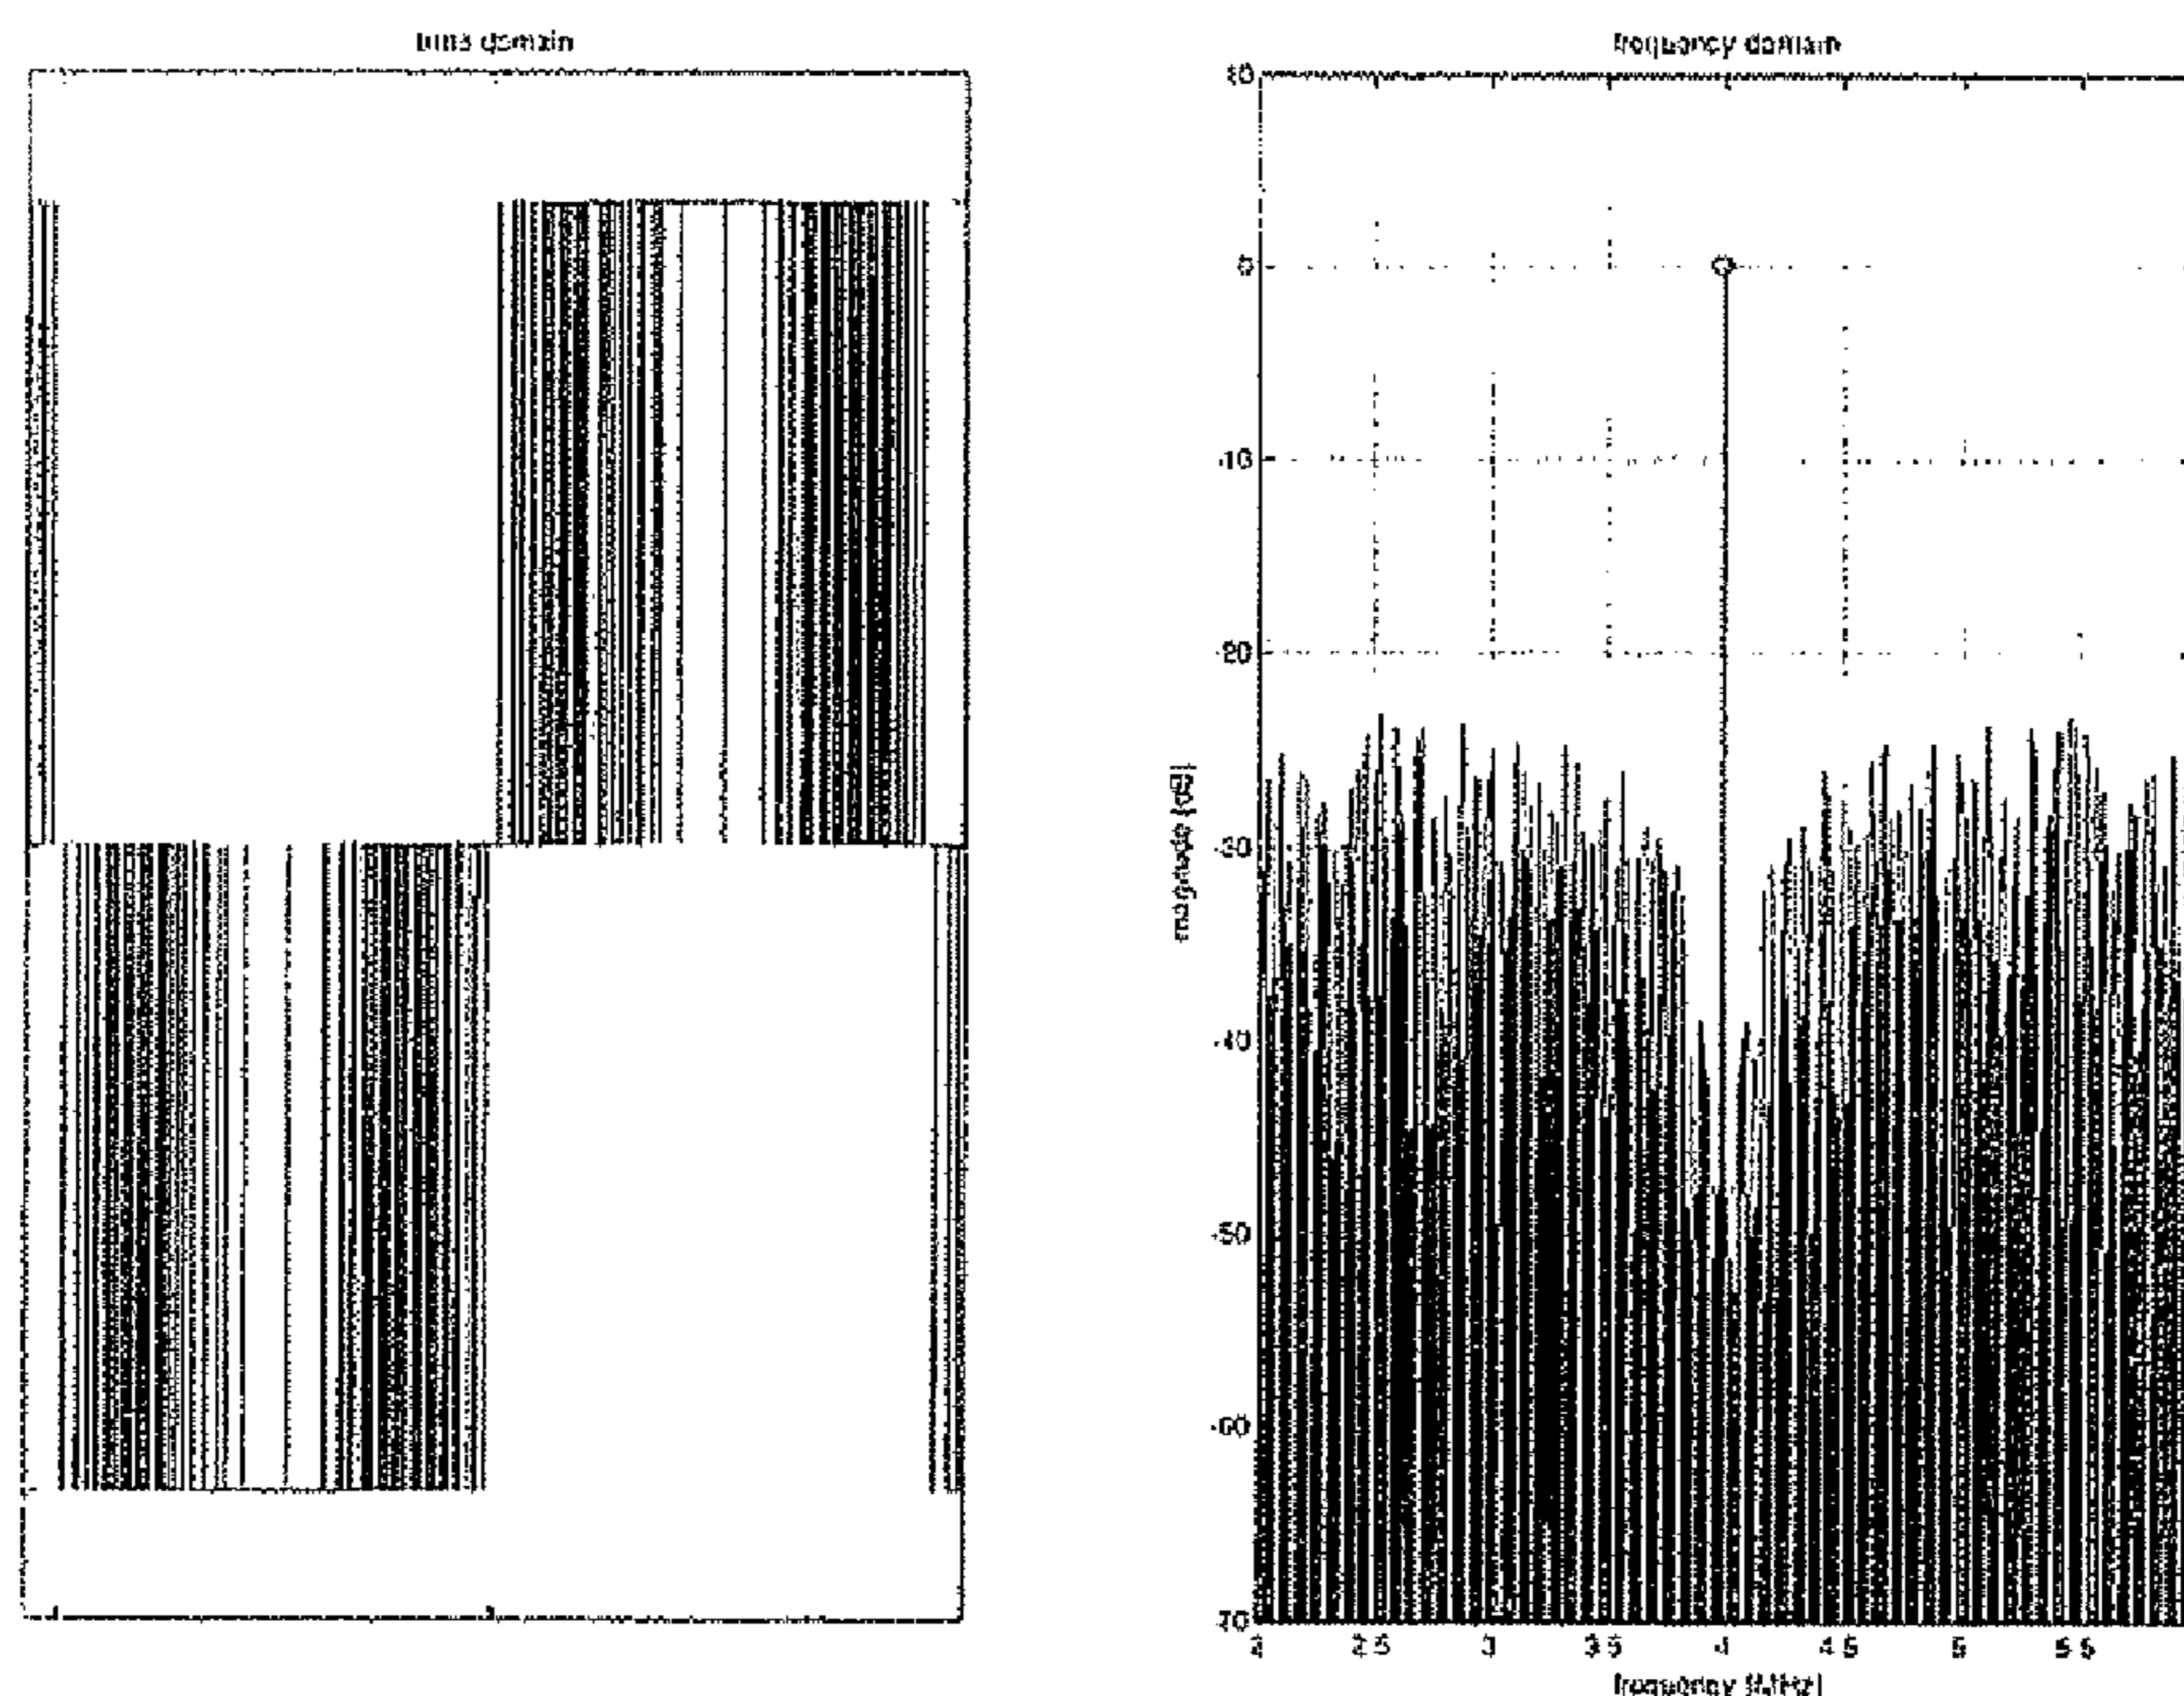 time domain
frequency domain
10
0
-10
-20
-30
-40
-50
-60
-70
magnitude [dB]
2 2.5 3 3.5 4 4.5 5 5.5
frequency [MHz]